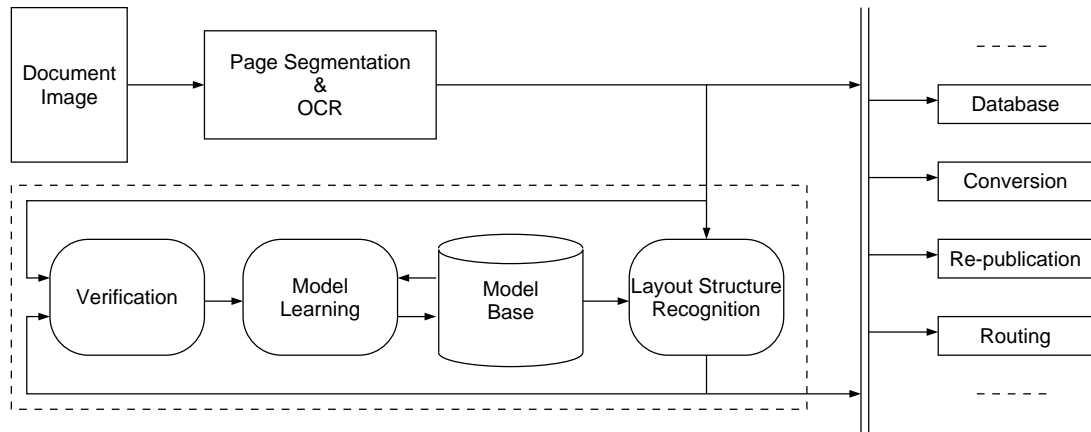 Document
Image
Page Segmentation
&
OCR
Database
Conversion
Re-publication
Routing
Verification
Model
Learning
Model
Base
Layout Structure
Recognition